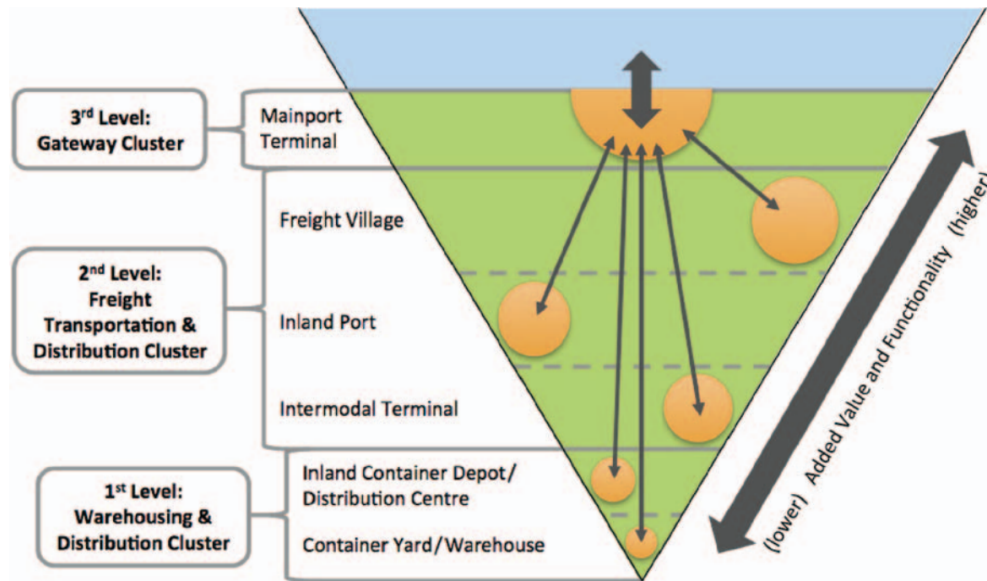 3rd Level:
Gateway Cluster
Mainport
Terminal
Freight Village
2nd Level:
Freight
Transportation &
Distribution Cluster
Inland Port
Intermodal Terminal
1st Level:
Warehousing &
Distribution Cluster
Inland Container Depot/
Distribution Centre
Container Yard/Warehouse
(lower) Added Value and Functionality (higher)